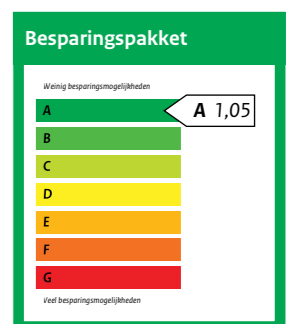 Besparingspakket
Weinig besparingsmogelijkheden
A
A 1,05
B
C
D
E
F
G
Veel besparingsmogelijkheden